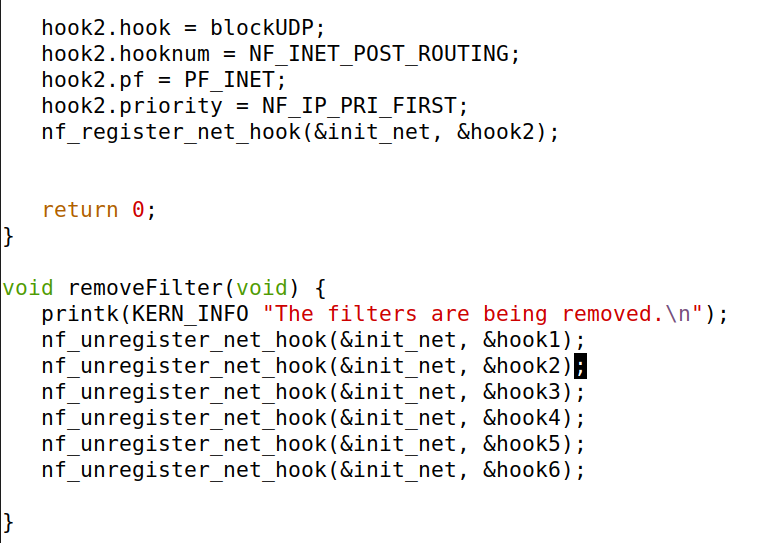 hook2.hook = blockUDP;
hook2.hooknum = NF_INET_POST_ROUTING;
hook2.pf = PF_INET;
hook2.priority = NF_IP_PRI_FIRST;
nf_register_net_hook(&init_net, &hook2);
return 0;
}
void removeFilter(void) {
printk(KERN_INFO "The filters are being removed.\n");
nf_unregister_net_hook(&init_net, &hook1);
nf_unregister_net_hook(&init_net, &hook2);
nf_unregister_net_hook(&init_net, &hook3);
nf_unregister_net_hook(&init_net, &hook4);
nf_unregister_net_hook(&init_net, &hook5);
nf_unregister_net_hook(&init_net, &hook6);
}